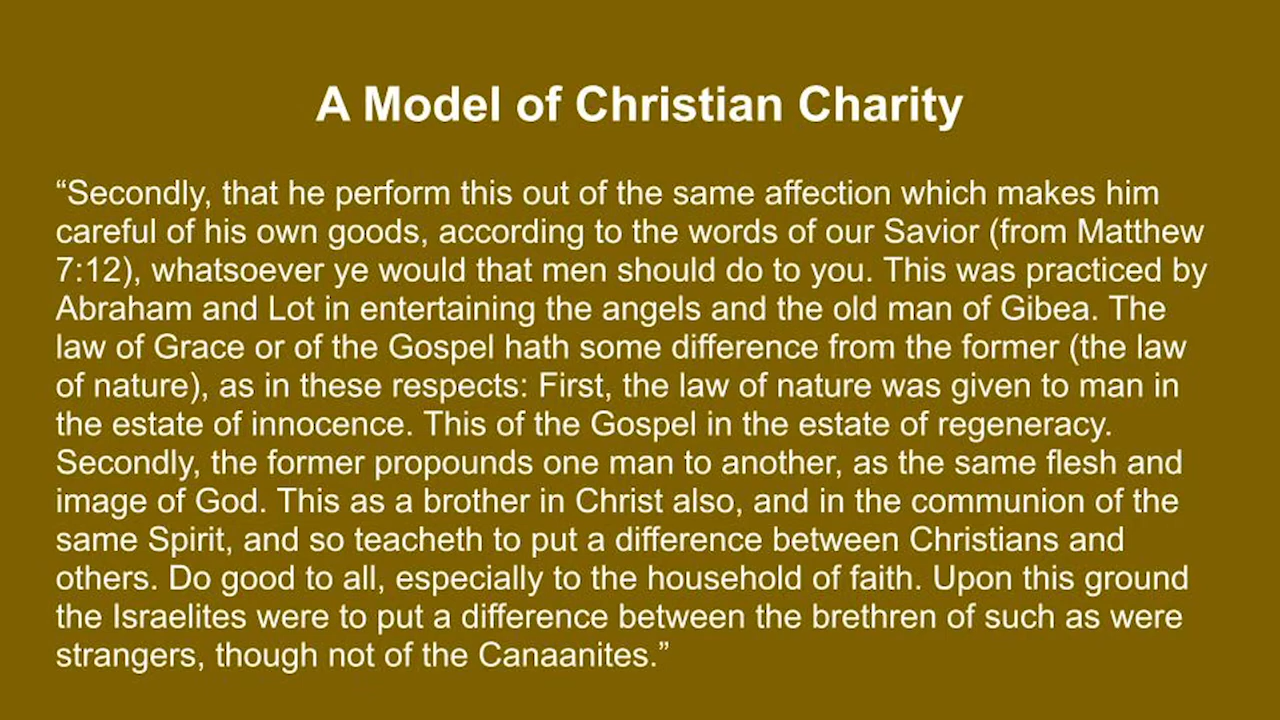 A Model of Christian Charity
“Secondly, that he perform this out of the same affection which makes him
careful of his own goods, according to the words of our Savior (from Matthew
7:12), whatsoever ye would that men should do to you. This was practiced by
Abraham and Lot in entertaining the angels and the old man of Gibea. The
law of Grace or of the Gospel hath some difference from the former (the law
of nature), as in these respects: First, the law of nature was given to man in
the estate of innocence. This of the Gospel in the estate of regeneracy.
Secondly, the former propounds one man to another, as the same flesh and
image of God. This as a brother in Christ also, and in the communion of the
same Spirit, and so teacheth to put a difference between Christians and
others. Do good to all, especially to the household of faith. Upon this ground
the Israelites were to put a difference between the brethren of such as were
strangers, though not of the Canaanites.”